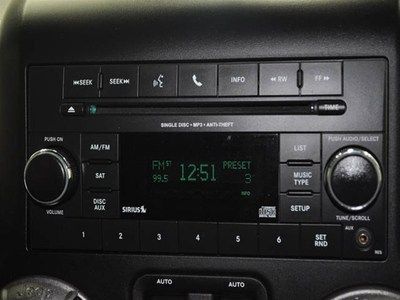 SEEK SEEK INFO RW FF
TIME
SINGLE DISC • MP3 • ANTI-THEFT
PUSH ON
PUSH AUDIO/SELECT
AM/FM
SAT
DISC
AUX
FM ST 12:51 PRESET
99.5 3
INFO
LIST
MUSIC
TYPE
SETUP
VOLUME
SIRIUS
TUNE/SCROLL
1 2 3 4 5 6 SET
RND
AUX
RES
AUTO AUTO